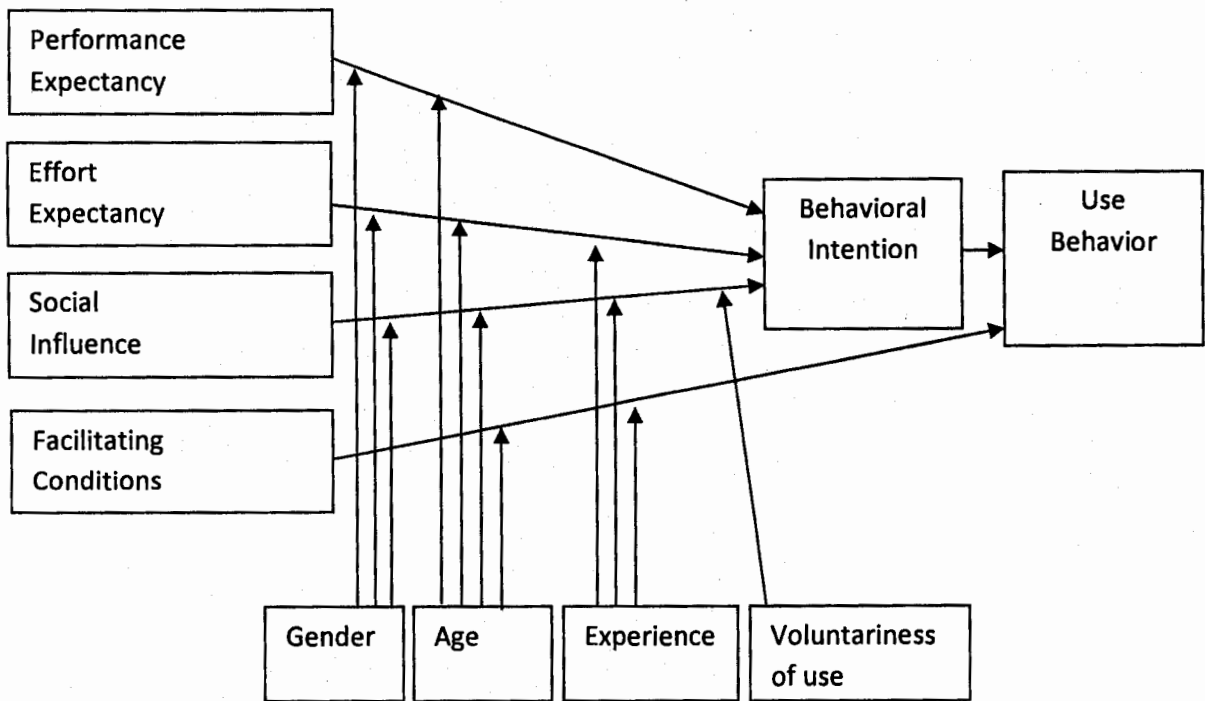 Performance
Expectancy
Effort
Expectancy
Social
Influence
Facilitating
Conditions
Behavioral
Intention
Use
Behavior
Gender
Age
Experience
Voluntariness
of use